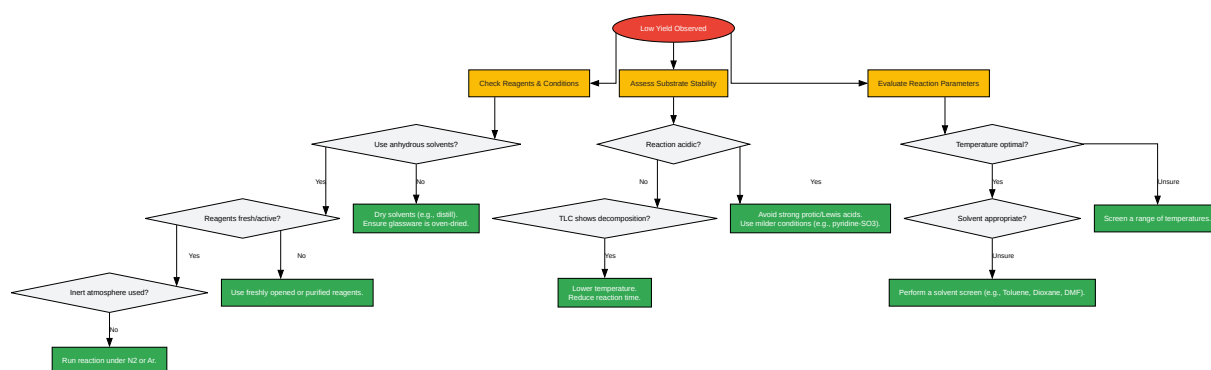 Low Yield Observed
Check Reagents & Conditions
Assess Substrate Stability
Evaluate Reaction Parameters
Use anhydrous solvents?
Reaction acidic?
Temperature optimal?
Yes
No
No
Yes
Yes
Unsure
Reagents fresh/active?
Dry solvents (e.g., distill).
Ensure glassware is oven-dried.
TLC shows decomposition?
Avoid strong protic/Lewis acids.
Use milder conditions (e.g., pyridine-SO3).
Solvent appropriate?
Screen a range of temperatures.
Yes
No
Yes
Unsure
Inert atmosphere used?
Use freshly opened or purified reagents.
Lower temperature.
Reduce reaction time.
Perform a solvent screen (e.g., Toluene, Dioxane, DMF).
No
Run reaction under N2 or Ar.